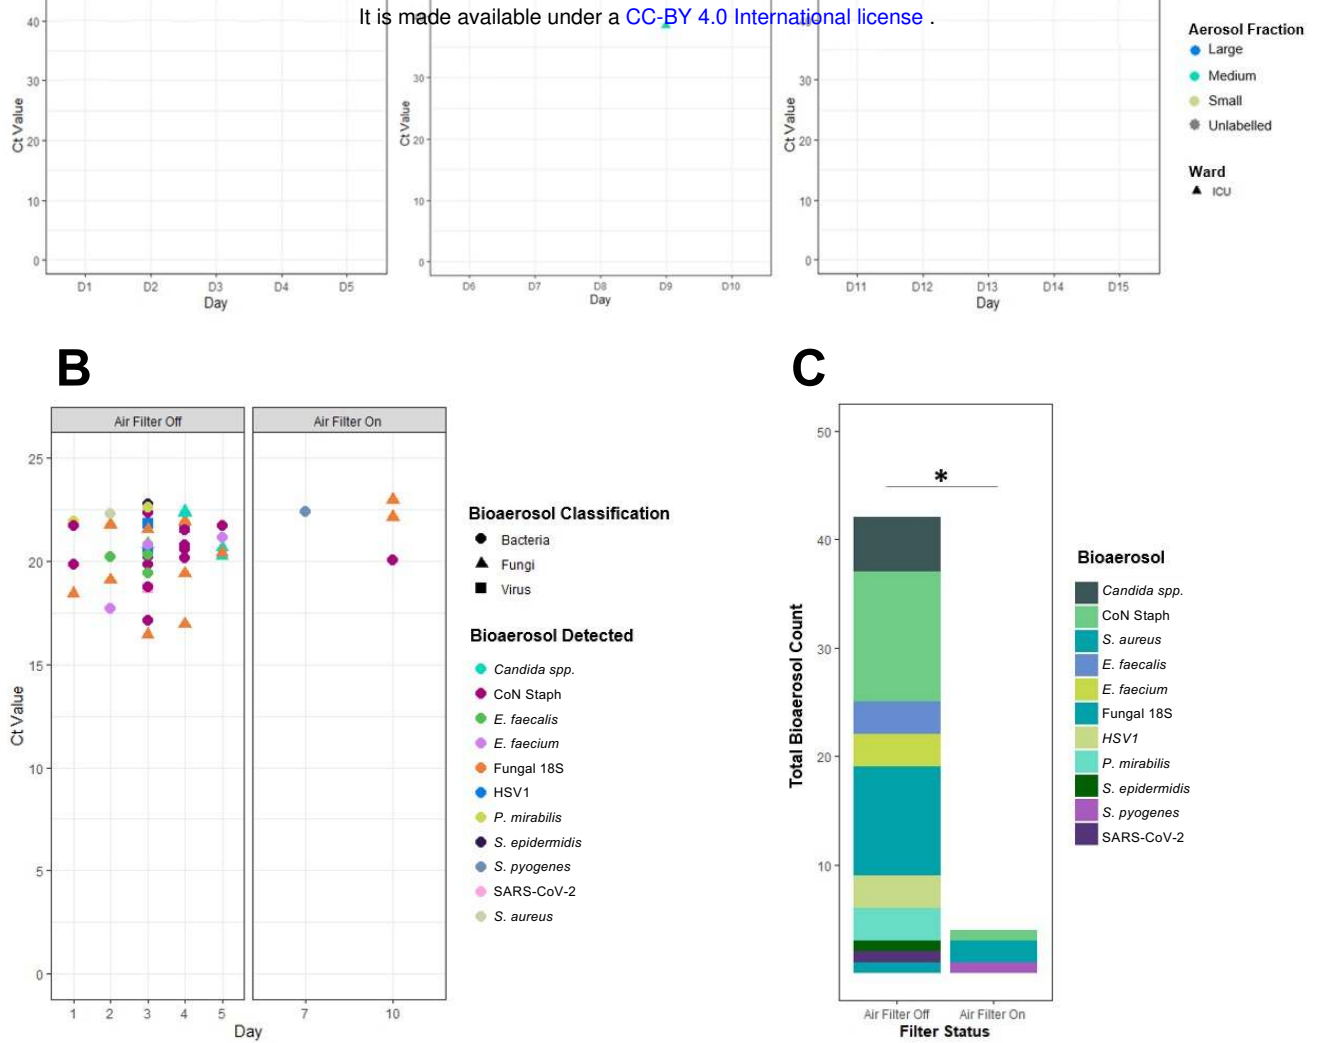 It is made available under a CC-BY 4.0 International license .
40
30
20
10
0
Ct Value
D1 D2 D3 D4 D5
Day
30
20
10
0
Ct Value
D6 D7 D8 D9 D10
Day
30
20
10
0
Ct Value
D11 D12 D13 D14 D15
Day
Aerosol Fraction
Large
Medium
Small
Unlabelled
Ward
ICU
B
Air Filter Off Air Filter On
25
20
15
10
5
0
Ct Value
1 2 3 4 5 7 10
Day
Bioaerosol Classification
Bacteria
Fungi
Virus
Bioaerosol Detected
Candida spp.
CoN Staph
E. faecalis
E. faecium
Fungal 18S
HSV1
P. mirabilis
S. epidermidis
S. pyogenes
SARS-CoV-2
S. aureus
C
50
40
30
20
10
Total Bioaerosol Count
*
Air Filter Off Air Filter On
Filter Status
Bioaerosol
Candida spp.
CoN Staph
S. aureus
E. faecalis
E. faecium
Fungal 18S
HSV1
P. mirabilis
S. epidermidis
S. pyogenes
SARS-CoV-2